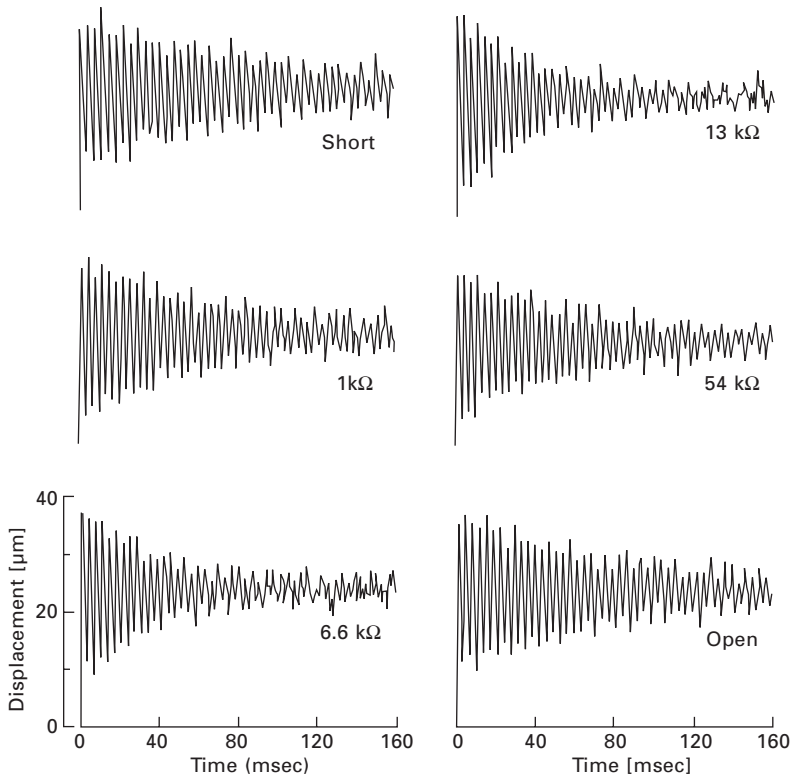 Short
13 kΩ
1kΩ
54 kΩ
Displacement [μm]
40
20
0
6.6 kΩ
Open
0 40 80 120 160
Time (msec)
0 40 80 120 160
Time [msec]